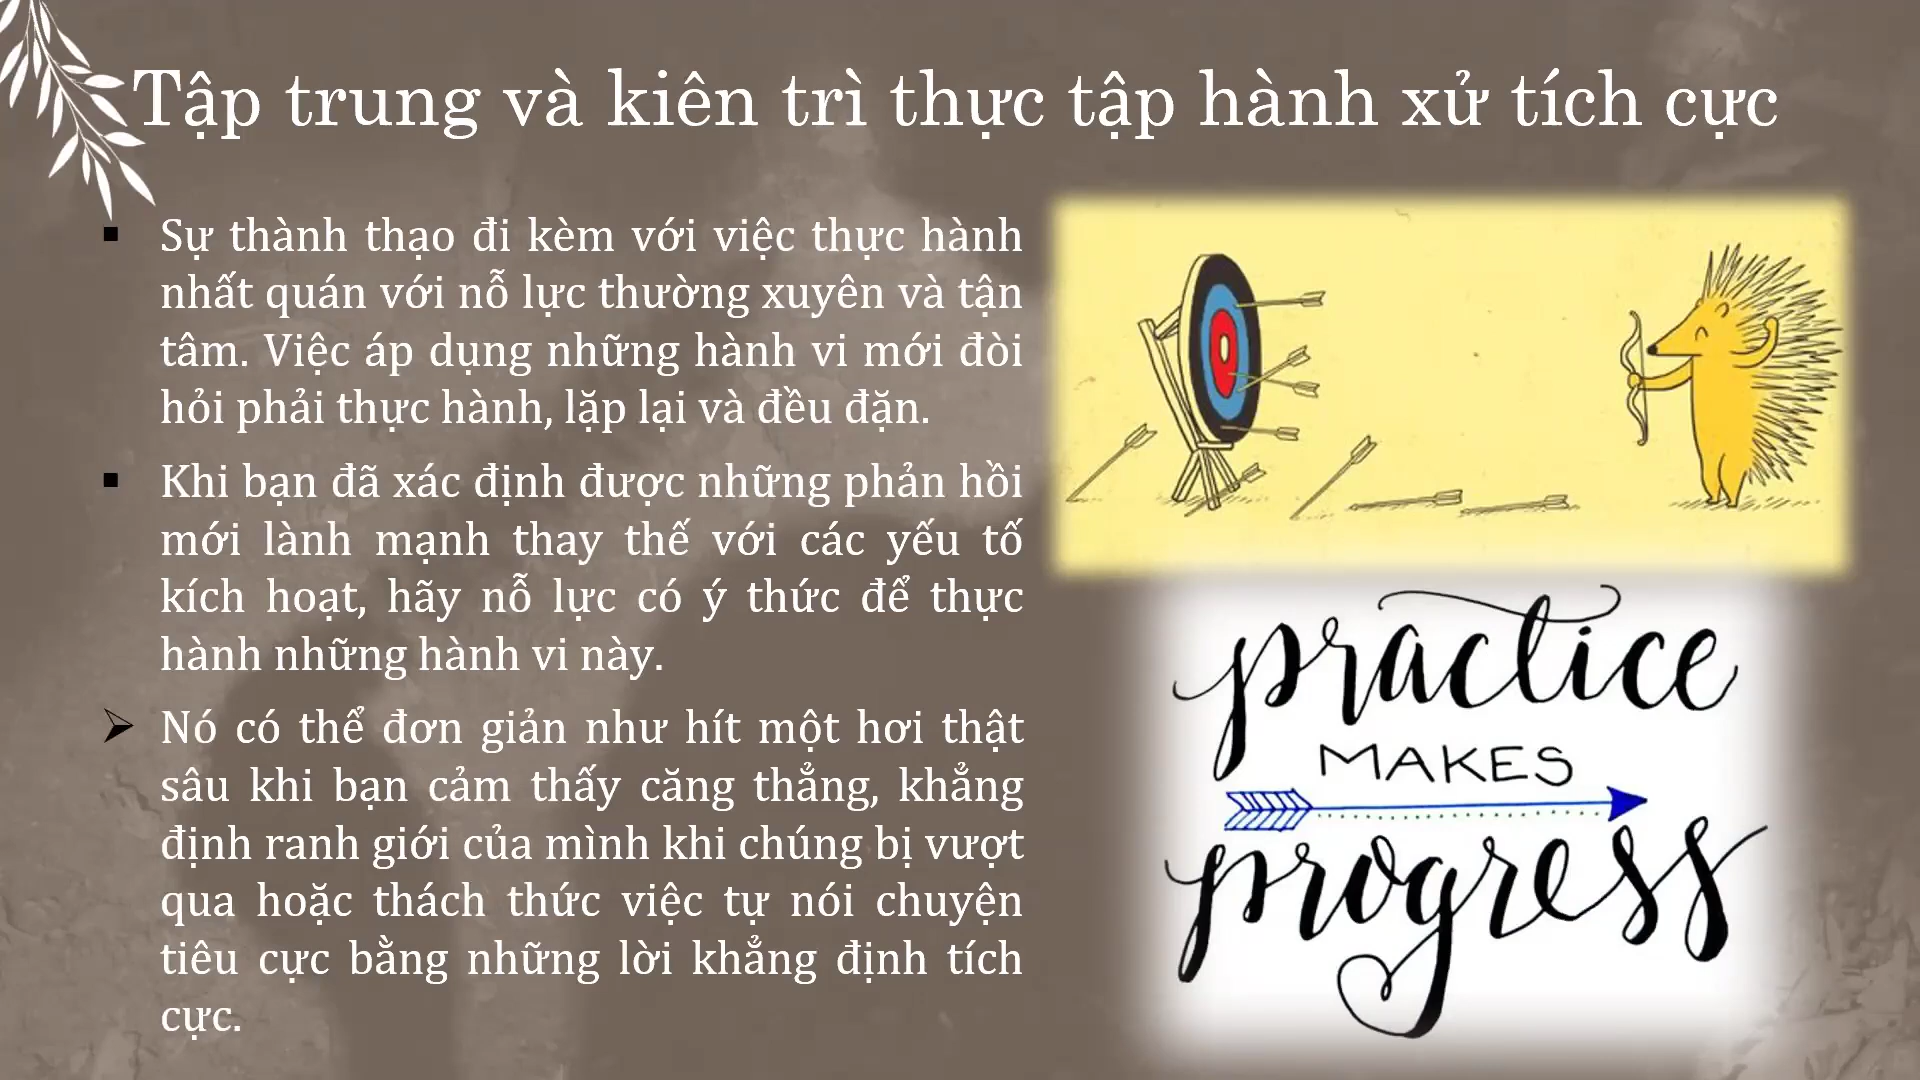 Tập trung và kiên trì thực tập hành xử tích cực
Sự thành thạo đi kèm với việc thực hành
nhất quán với nỗ lực thường xuyên và tận
tâm. Việc áp dụng những hành vi mới đòi
hỏi phải thực hành, lặp lại và đều đặn.
Khi bạn đã xác định được những phản hồi
mới lành mạnh thay thế với các yếu tố
kích hoạt, hãy nỗ lực có ý thức để thực
hành những hành vi này.
Nó có thể đơn giản như hít một hơi thật
sâu khi bạn cảm thấy căng thẳng, khẳng
định ranh giới của mình khi chúng bị vượt
qua hoặc thách thức việc tự nói chuyện
tiêu cực bằng những lời khẳng định tích
cực.
practice
MAKES
progress